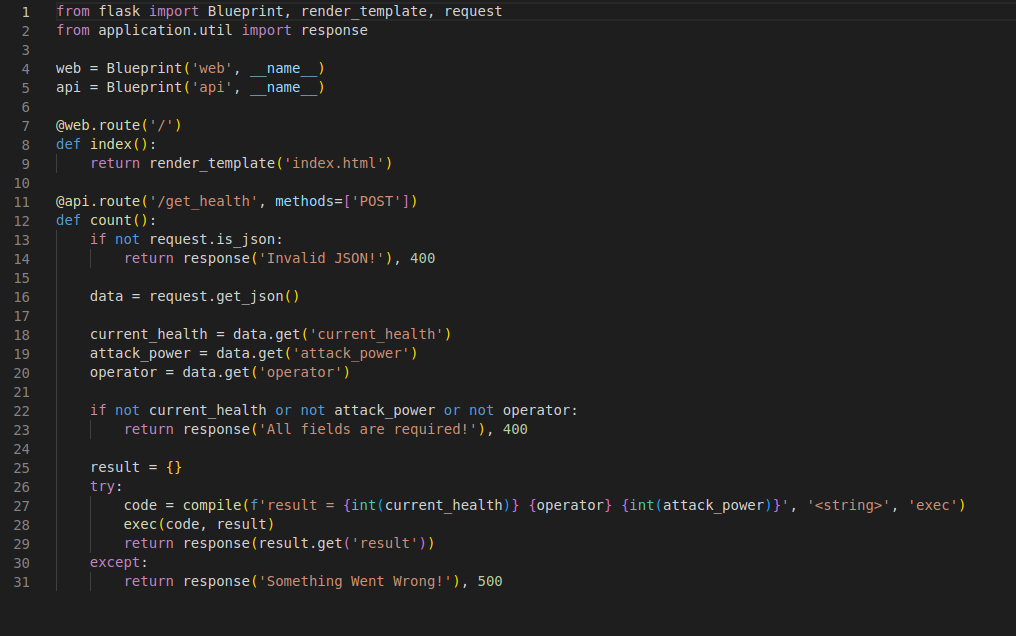 1 from flask import Blueprint, render_template, request
2 from application.util import response
3
4 web = Blueprint('web', __name__)
5 api = Blueprint('api', __name__)
6
7 @web.route('/')
8 def index():
9     return render_template('index.html')
10
11 @api.route('/get_health', methods=['POST'])
12 def count():
13     if not request.is_json:
14         return response('Invalid JSON!'), 400
15
16     data = request.get_json()
17
18     current_health = data.get('current_health')
19     attack_power = data.get('attack_power')
20     operator = data.get('operator')
21
22     if not current_health or not attack_power or not operator:
23         return response('All fields are required!'), 400
24
25     result = {}
26     try:
27         code = compile(f'result = {int(current_health)} {operator} {int(attack_power)}', '<string>', 'exec')
28         exec(code, result)
29         return response(result.get('result'))
30     except:
31         return response('Something Went Wrong!'), 500